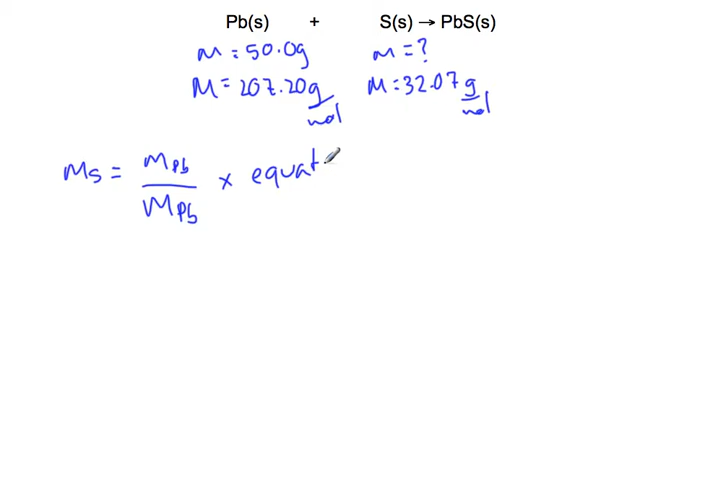 Pb(s) + S(s) → PbS(s)
m = 50.0g m = ?
M = 207.20 g/mol M = 32.07 g/mol
ms = mPb/MPb × equat